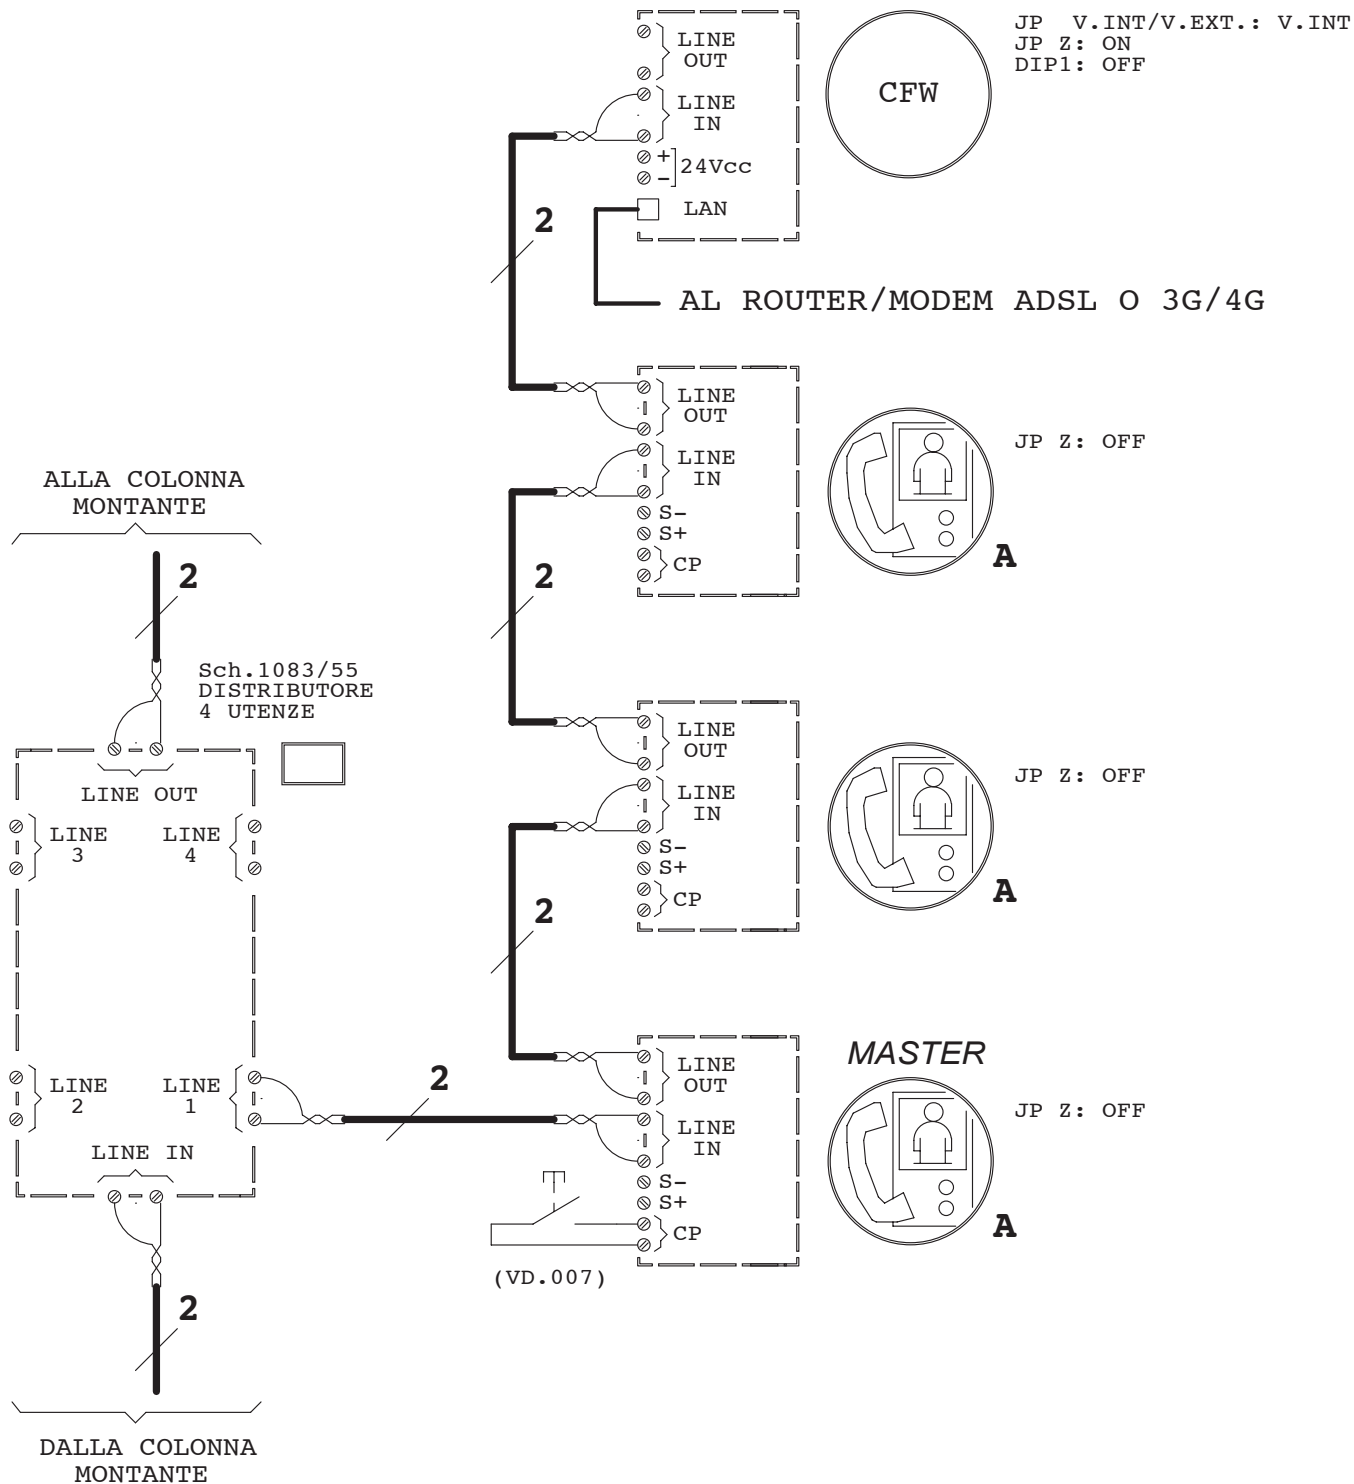 JP  V.INT/V.EXT.: V.INT
JP Z: ON
DIP1: OFF
LINE
OUT
CFW
LINE
IN
+
24Vcc
-
LAN
2
AL ROUTER/MODEM ADSL O 3G/4G
LINE
OUT
JP Z: OFF
LINE
IN
S-
S+
CP
A
ALLA COLONNA
MONTANTE
2
2
Sch.1083/55
DISTRIBUTORE
4 UTENZE
LINE
OUT
JP Z: OFF
LINE
IN
S-
S+
CP
A
LINE OUT
LINE
3
LINE
4
2
LINE
2
LINE
1
LINE IN
2
MASTER
LINE
OUT
JP Z: OFF
LINE
IN
S-
S+
CP
A
(VD.007)
2
DALLA COLONNA
MONTANTE